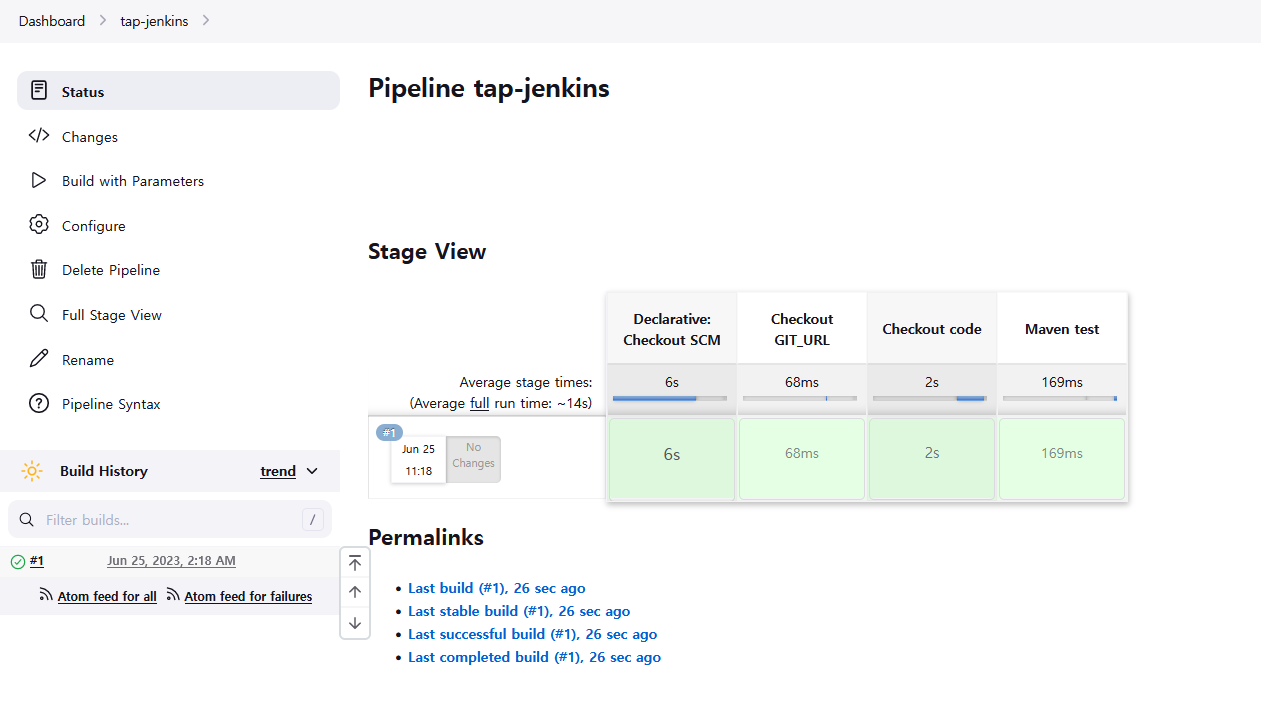 Dashboard > tap-jenkins >
Status
Changes
Build with Parameters
Configure
Delete Pipeline
Full Stage View
Rename
Pipeline Syntax
Build History trend
Filter builds... /
#1 Jun 25, 2023, 2:18 AM
Atom feed for all Atom feed for failures
Pipeline tap-jenkins
Stage View
Declarative: Checkout SCM
Checkout GIT_URL
Checkout code
Maven test
Average stage times:
(Average full run time: ~14s)
6s 68ms 2s 169ms
#1
Jun 25
11:18
No
Changes
6s 68ms 2s 169ms
Permalinks
• Last build (#1), 26 sec ago
• Last stable build (#1), 26 sec ago
• Last successful build (#1), 26 sec ago
• Last completed build (#1), 26 sec ago